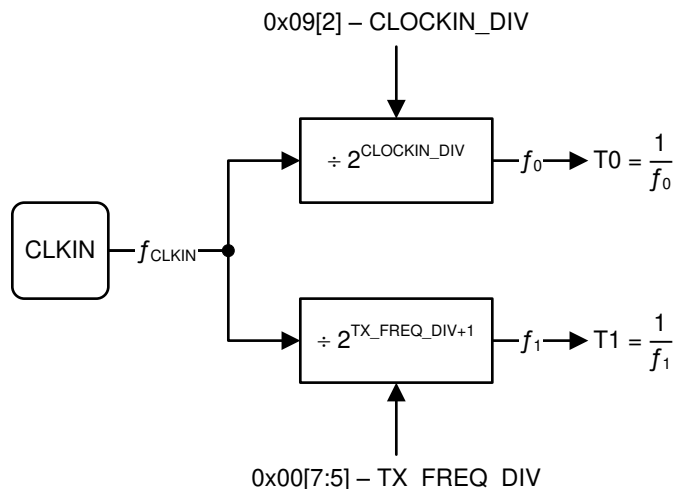 0x09[2] – CLOCKIN_DIV
÷ 2^CLOCKIN_DIV
f0
T0 = 1/f0
CLKIN
fCLKIN
÷ 2^TX_FREQ_DIV+1
f1
T1 = 1/f1
0x00[7:5] – TX_FREQ_DIV